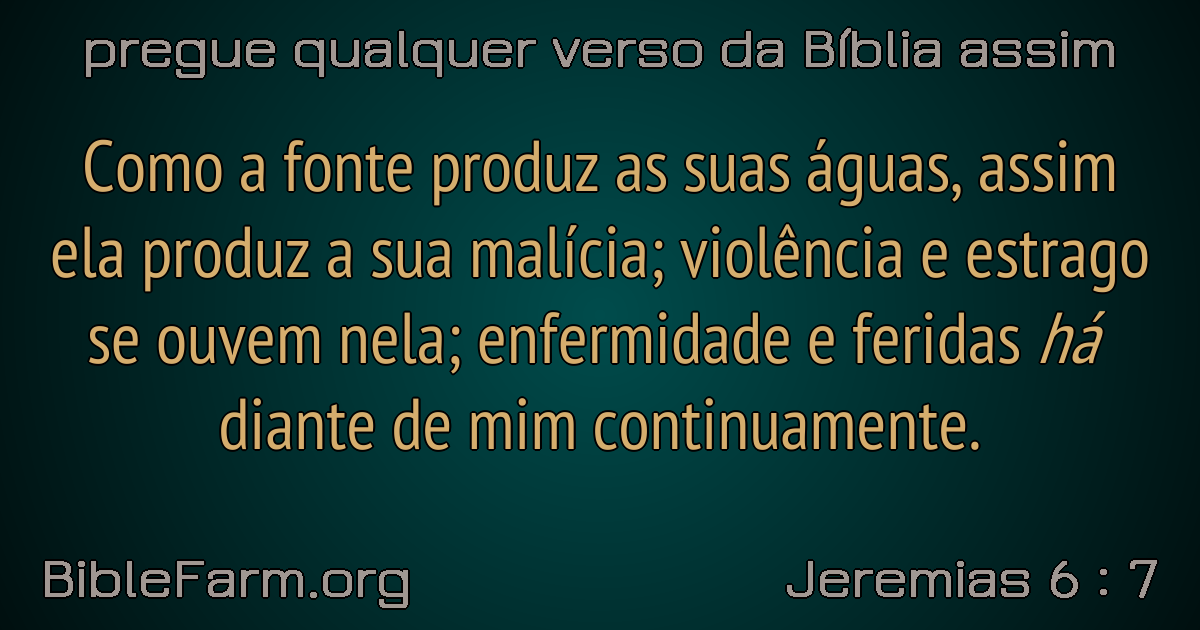 pregue qualquer verso da Bíblia assim
Como a fonte produz as suas águas, assim
ela produz a sua malícia; violência e estrago
se ouvem nela; enfermidade e feridas há
diante de mim continuamente.
BibleFarm.org
Jeremias 6 : 7